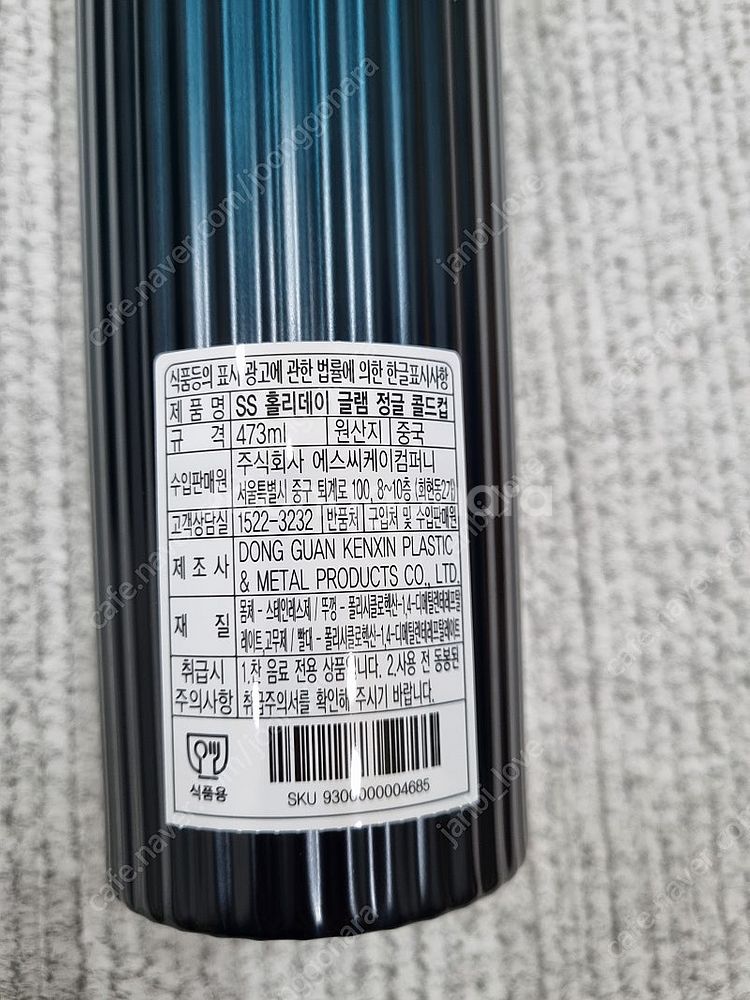 식품등의 표시 광고에 관한 법률에 의한 한글표시사항
제 품 명 SS 홀리데이 글램 정글 콜드컵
규 격 473ml 원산지 중국
수입판매원 주식회사 에스씨케이컴퍼니
서울특별시 중구 퇴계로 100, 8~10층 (회현동2가)
고객상담실 1522-3232 반품처 구입처 및 수입판매원
제 조 사 DONG GUAN KENXIN PLASTIC
& METAL PRODUCTS CO., LTD.
재 질 몸체 - 스테인레스제 / 뚜껑 - 폴리시클로헥산-1,4-디메틸렌테레프탈
레이트,고무제 / 빨대 - 폴리시클로헥산-1,4-디메틸렌테레프탈레이트
취급시 주의사항 1.찬 음료 전용 상품입니다. 2.사용 전 동봉된
취급주의서를 확인해 주시기 바랍니다.
식품용
SKU 9300000004685
cafe.naver.com/joonggonara
janbi_love